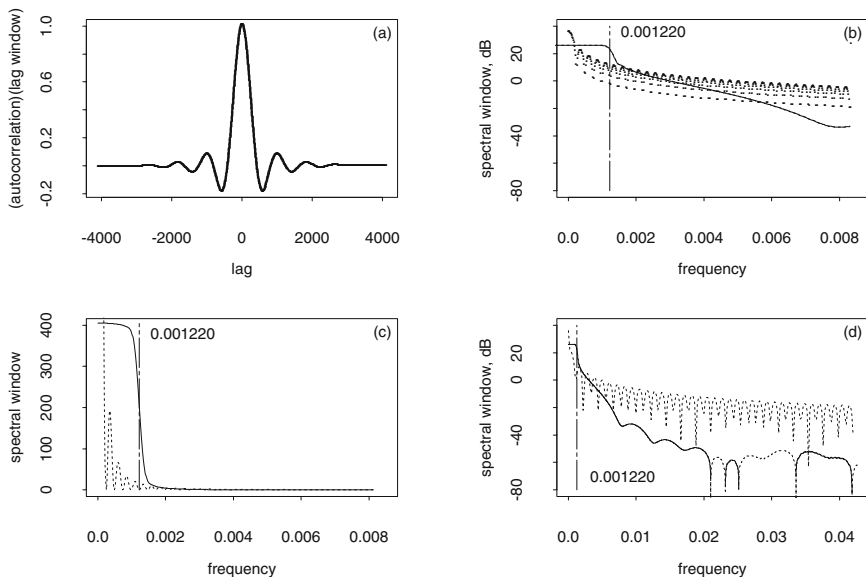 (a)
(autocorrelation)(lag window)
1.0
0.6
0.2
-0.2
-4000 -2000 0 2000 4000
lag
(b)
0.001220
spectral window, dB
20
0
-40
-80
0.0 0.002 0.004 0.006 0.008
frequency
(c)
0.001220
spectral window
400
300
200
100
0
0.0 0.002 0.004 0.006 0.008
frequency
(d)
0.001220
spectral window, dB
20
0
-40
-80
0.0 0.01 0.02 0.03 0.04
frequency